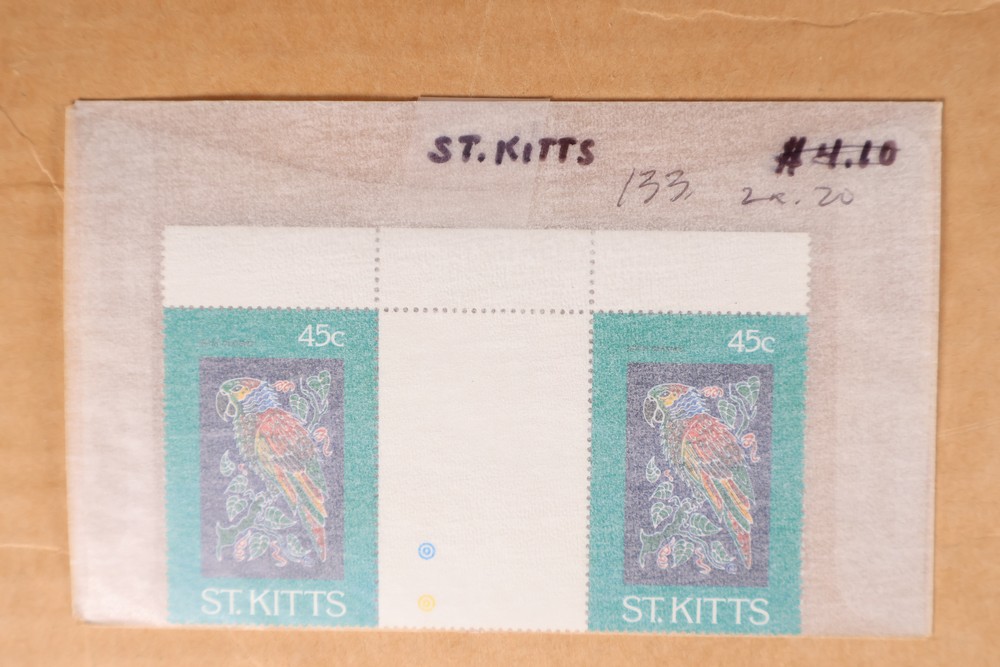 ST. KITTS #4.10
133 2x.20
45c 45c
ST. KITTS ST. KITTS